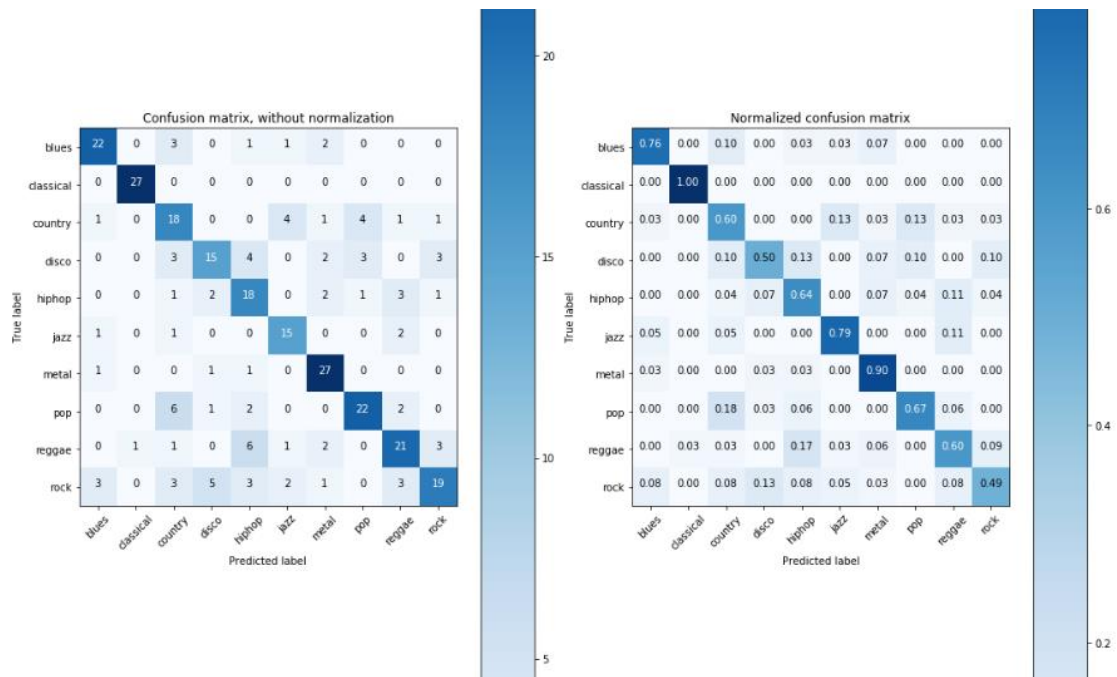 Confusion matrix, without normalization
True label
blues 22 0 3 0 1 1 2 0 0 0
classical 0 27 0 0 0 0 0 0 0 0
country 1 0 18 0 0 4 1 4 1 1
disco 0 0 3 15 4 0 2 3 0 3
hiphop 0 0 1 2 18 0 2 1 3 1
jazz 1 0 1 0 0 15 0 0 2 0
metal 1 0 0 1 1 0 27 0 0 0
pop 0 0 6 1 2 0 0 22 2 0
reggae 0 1 1 0 6 1 2 0 21 3
rock 3 0 3 5 3 2 1 0 3 19
blues classical country disco hiphop jazz metal pop reggae rock
Predicted label
20
15
10
5
Normalized confusion matrix
True label
blues 0.76 0.00 0.10 0.00 0.03 0.03 0.07 0.00 0.00 0.00
classical 0.00 1.00 0.00 0.00 0.00 0.00 0.00 0.00 0.00 0.00
country 0.03 0.00 0.60 0.00 0.00 0.13 0.03 0.13 0.03 0.03
disco 0.00 0.00 0.10 0.50 0.13 0.00 0.07 0.10 0.00 0.10
hiphop 0.00 0.00 0.04 0.07 0.64 0.00 0.07 0.04 0.11 0.04
jazz 0.05 0.00 0.05 0.00 0.00 0.79 0.00 0.00 0.11 0.00
metal 0.03 0.00 0.00 0.03 0.03 0.00 0.90 0.00 0.00 0.00
pop 0.00 0.00 0.18 0.03 0.06 0.00 0.00 0.67 0.06 0.00
reggae 0.00 0.03 0.03 0.00 0.17 0.03 0.06 0.00 0.60 0.09
rock 0.08 0.00 0.08 0.13 0.08 0.05 0.03 0.00 0.08 0.49
blues classical country disco hiphop jazz metal pop reggae rock
Predicted label
0.6
0.4
0.2